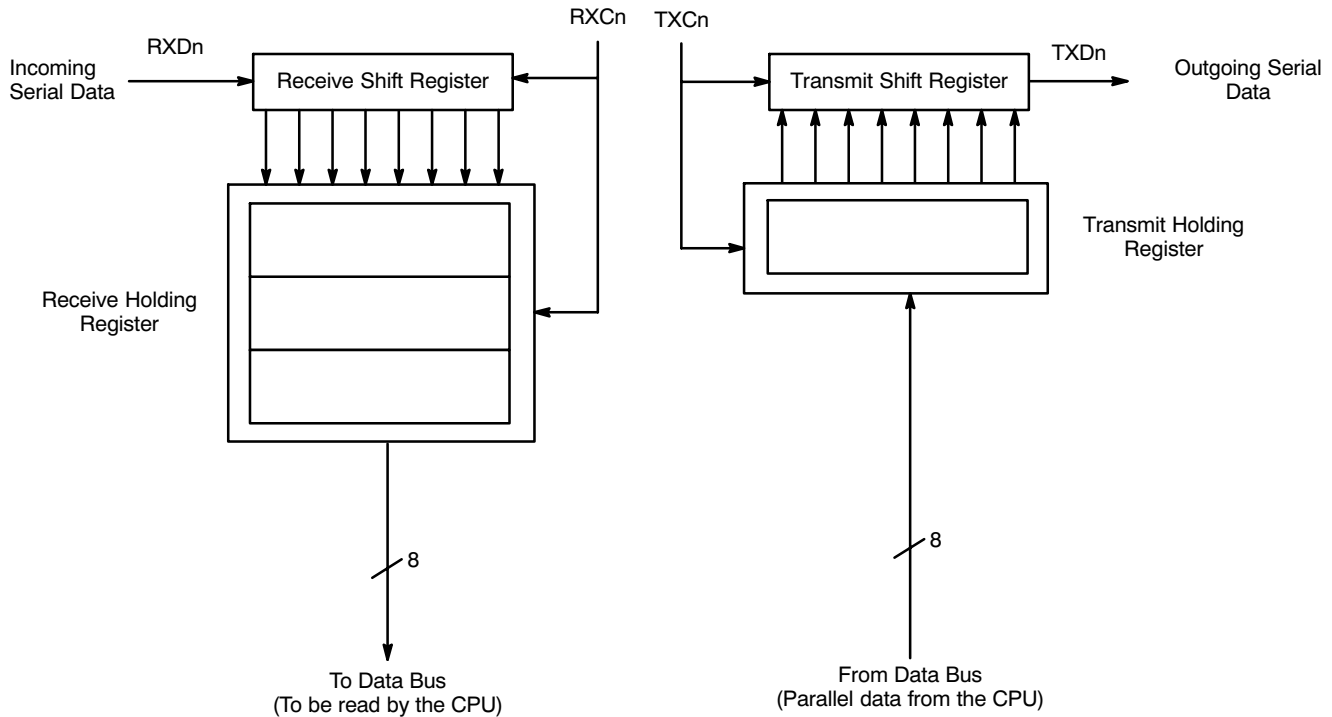 RXCn
TXCn
RXDn
Incoming
Serial Data
Receive Shift Register
Transmit Shift Register
TXDn
Outgoing Serial
Data
Receive Holding
Register
Transmit Holding
Register
8
8
To Data Bus
(To be read by the CPU)
From Data Bus
(Parallel data from the CPU)